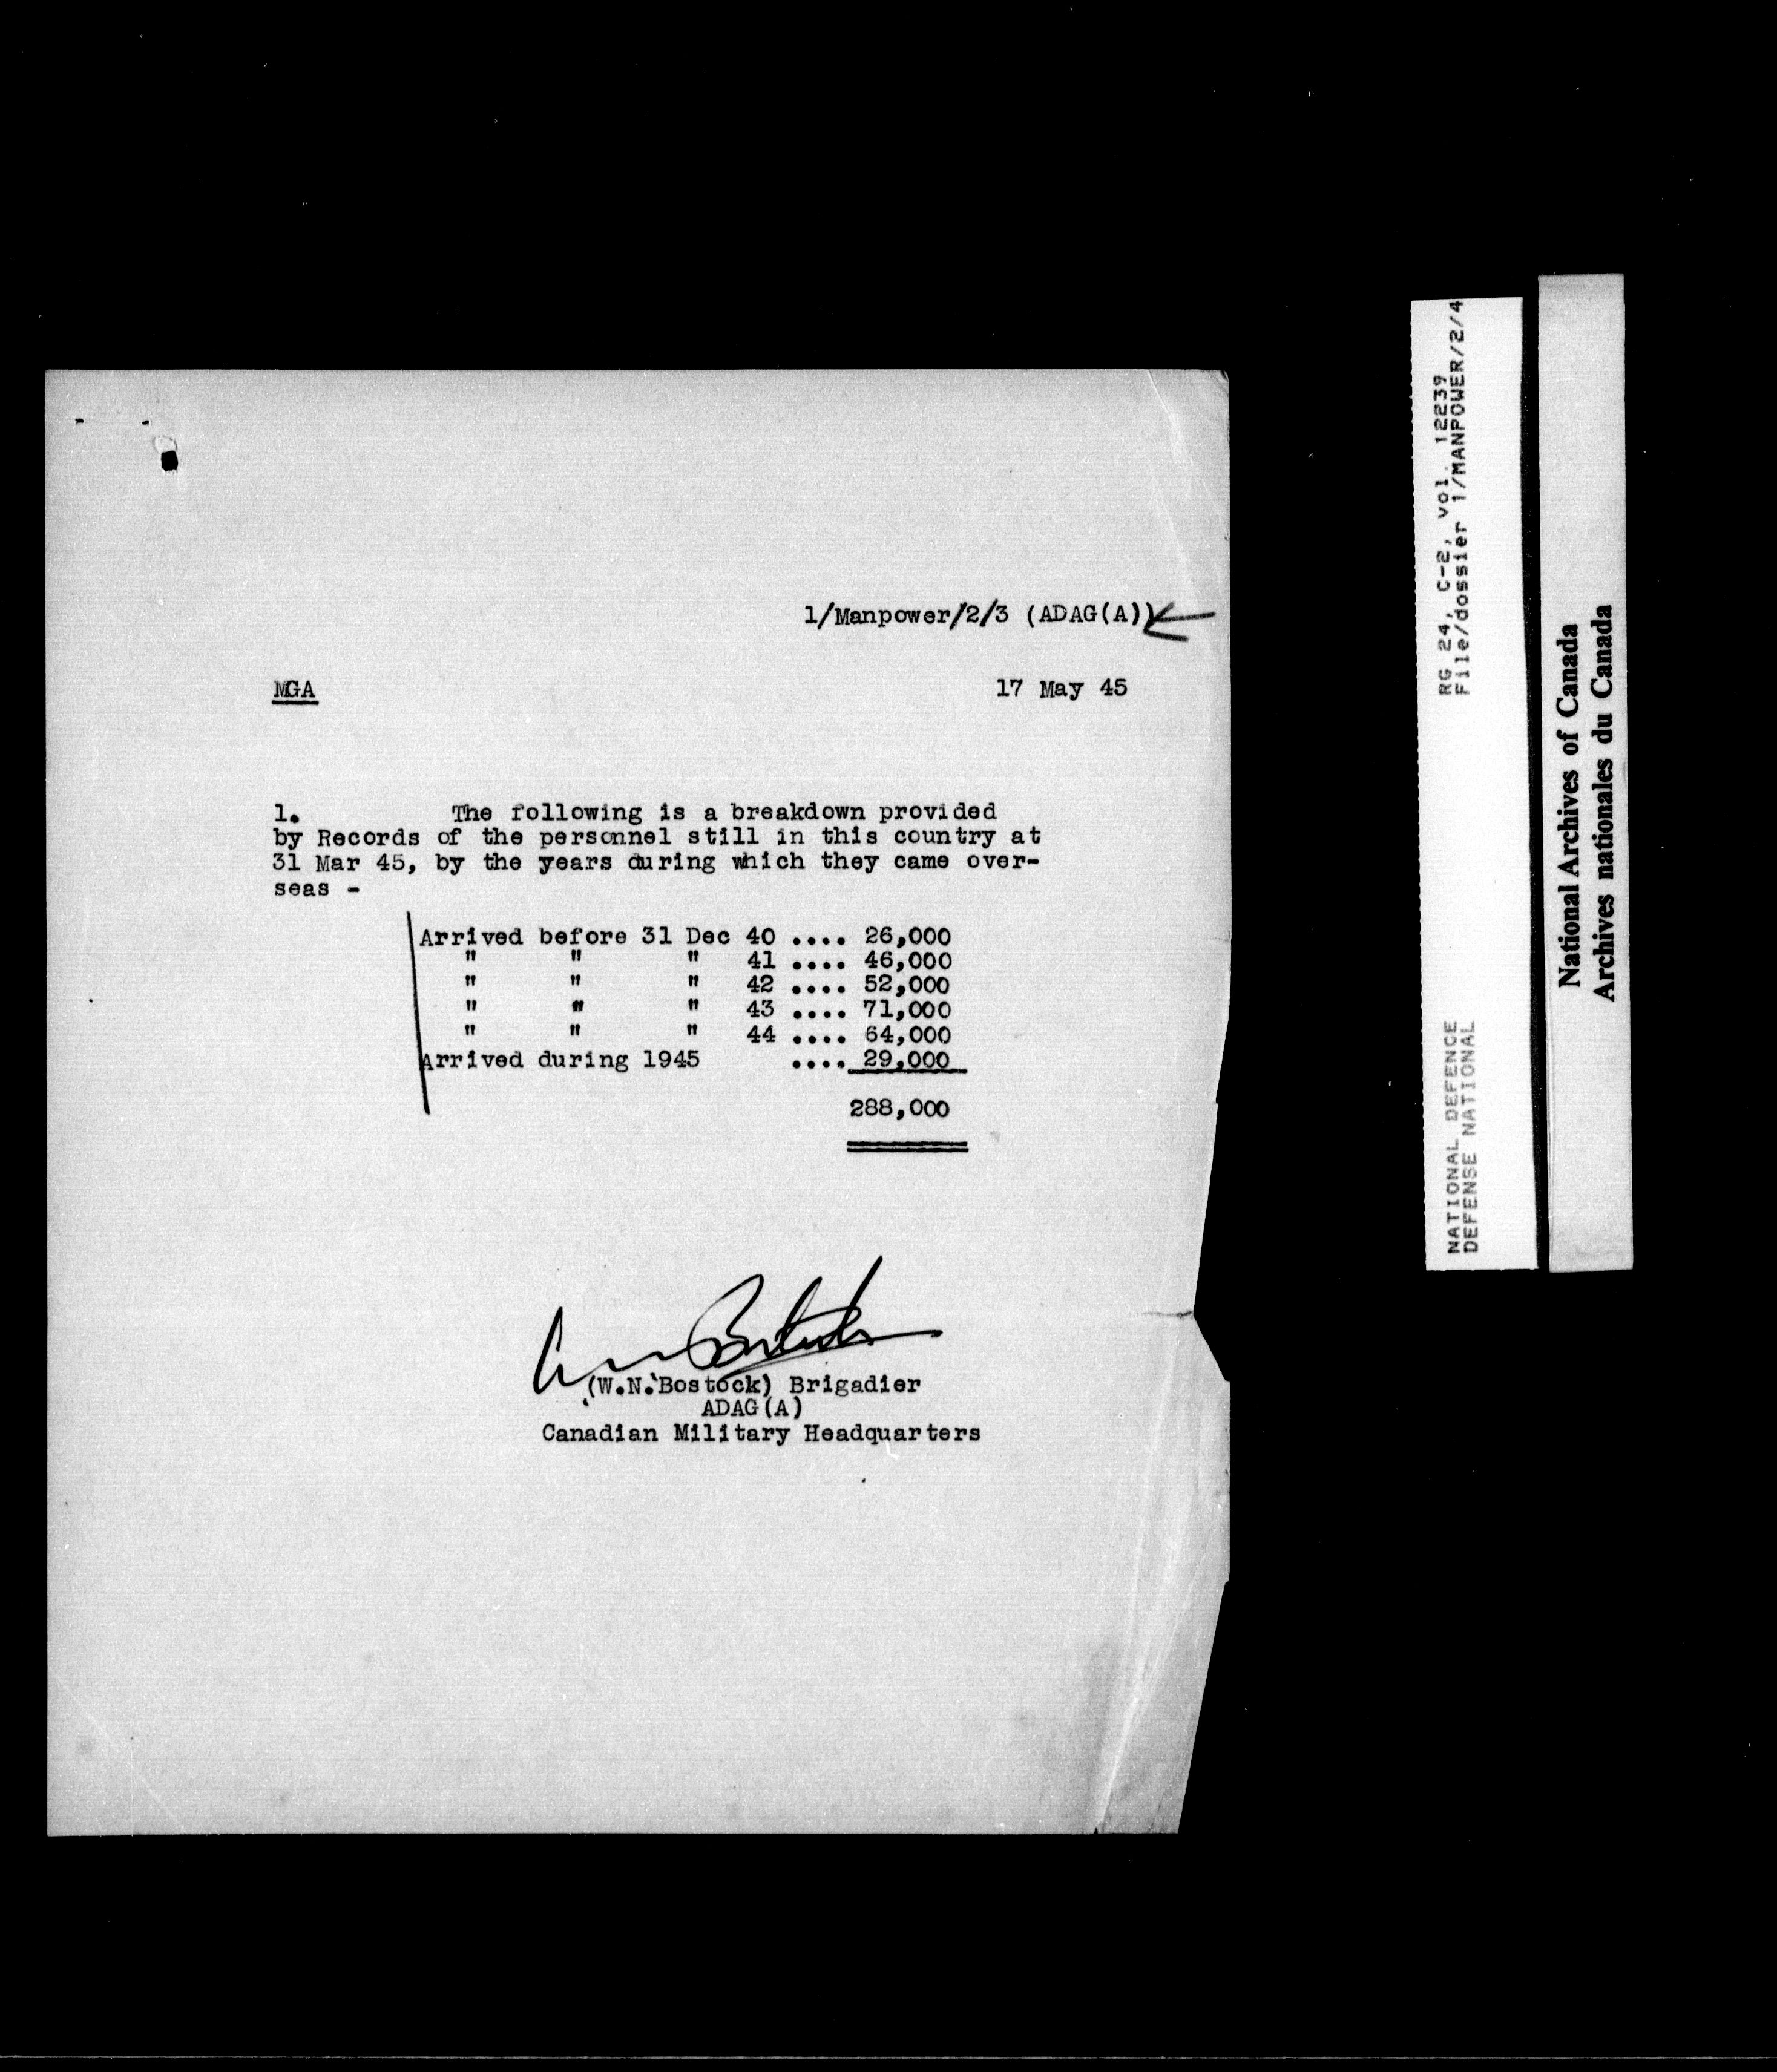 1/Manpower/2/3 (ADAG(A))
MGA
17 May 45
1. The following is a breakdown provided
by Records of the personnel still in this country at
31 Mar 45, by the years during which they came over-
seas -
Arrived before 31 Dec 40 .... 26,000
" " " 41 .... 46,000
" " " 42 .... 52,000
" " " 43 .... 71,000
" " " 44 .... 64,000
Arrived during 1945 .... 29,000
288,000
(W.N. Bostock) Brigadier
ADAG(A)
Canadian Military Headquarters
NATIONAL DEFENCE RG 24, C-2, vol. 12239
DEFENSE NATIONAL File/dossier 1/MANPOWER/2/4
National Archives of Canada
Archives nationales du Canada